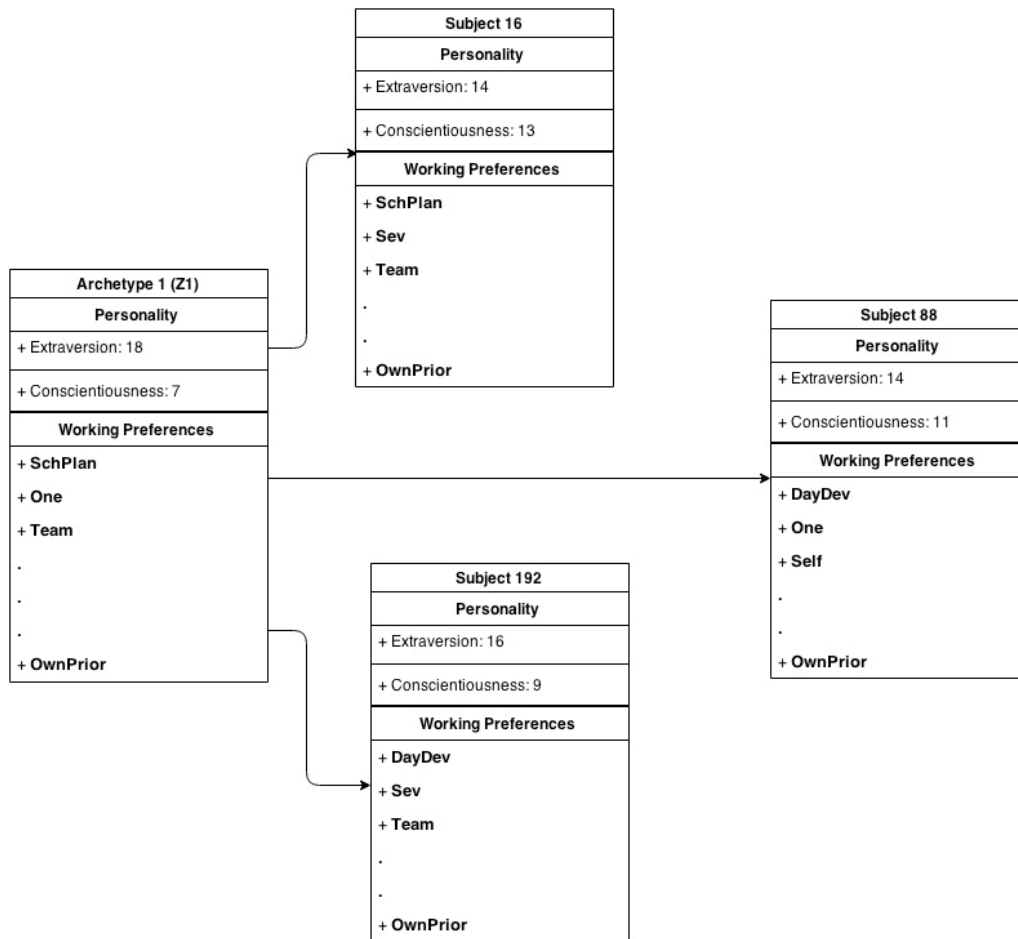 Subject 16
Personality
+ Extraversion: 14
+ Conscientiousness: 13
Working Preferences
+ SchPlan
+ Sev
+ Team
.
.
+ OwnPrior
Archetype 1 (Z1)
Personality
+ Extraversion: 18
+ Conscientiousness: 7
Working Preferences
+ SchPlan
+ One
+ Team
.
.
.
+ OwnPrior
Subject 88
Personality
+ Extraversion: 14
+ Conscientiousness: 11
Working Preferences
+ DayDev
+ One
+ Self
.
.
+ OwnPrior
Subject 192
Personality
+ Extraversion: 16
+ Conscientiousness: 9
Working Preferences
+ DayDev
+ Sev
+ Team
.
.
+ OwnPrior